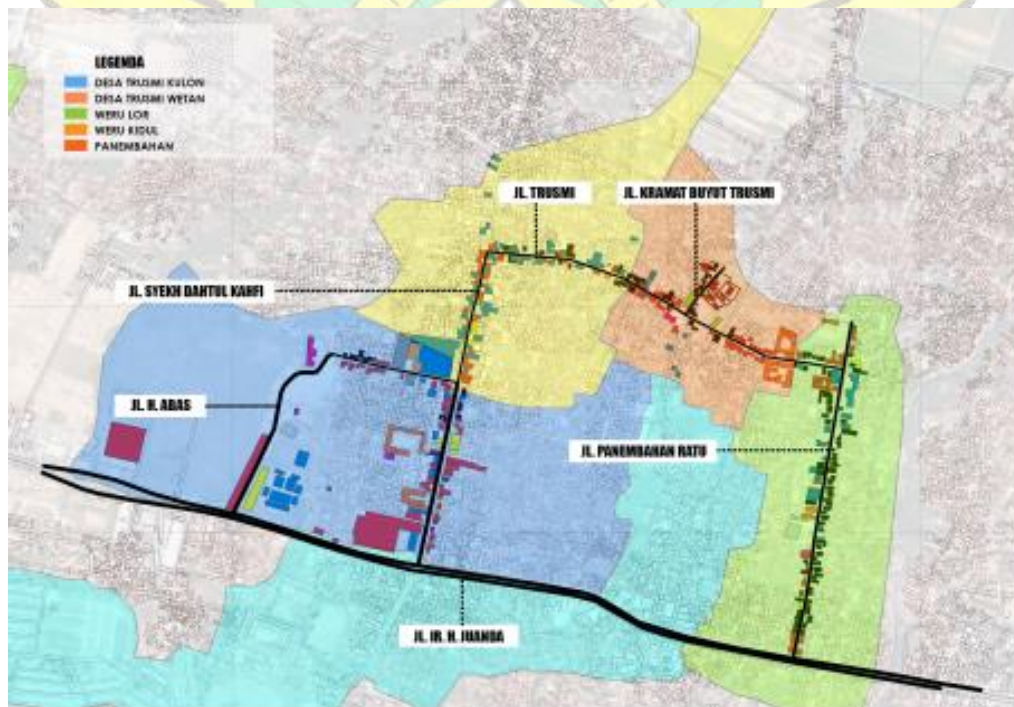 LEGENDA
DESA TRUSMI KULON
DESA TRUSMI WETAN
WERU LOR
WERU KIDUL
PANEMBAHAN
JL. TRUSMI
JL. KRAMAT BUYUT TRUSMI
JL. SYEKH DAHTUL KAHFI
JL. H. ABAS
JL. PANEMBAHAN RATU
JL. IR. H. JUANDA